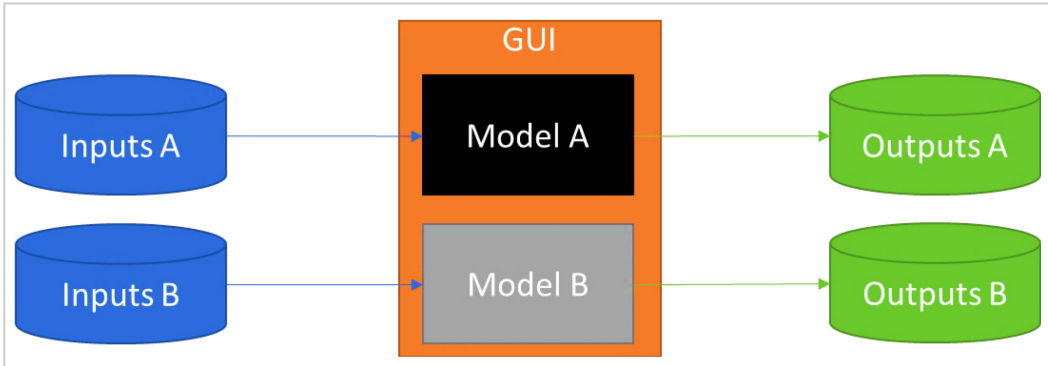 GUI
Inputs A
Model A
Outputs A
Inputs B
Model B
Outputs B